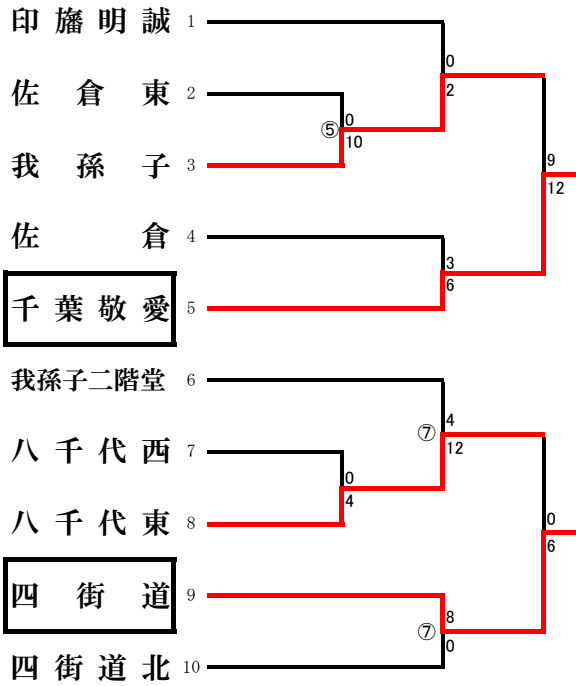 印旛明誠 1
0
2
佐倉東 2
⑤ 0
10
我孫子 3
9
12
佐倉 4
3
6
千葉敬愛 5
我孫子二階堂 6
4
⑦ 12
八千代西 7
0
4
八千代東 8
0
6
四街道 9
8
⑦ 0
四街道北 10